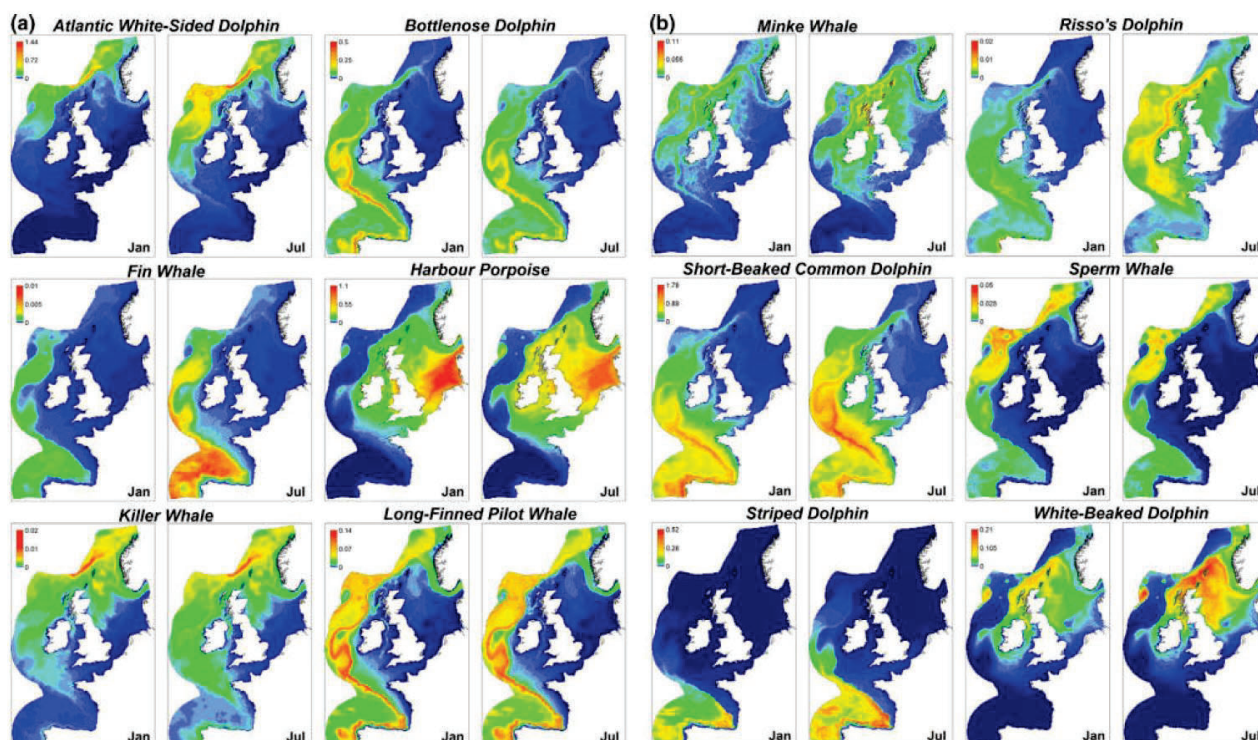 (a)
Atlantic White-Sided Dolphin
1.44
0.72
0
Jan
Jul
Bottlenose Dolphin
0.5
0.25
0
Jan
Jul
Fin Whale
0.01
0.005
0
Jan
Jul
Harbour Porpoise
1.1
0.55
0
Jan
Jul
Killer Whale
0.02
0.01
0
Jan
Jul
Long-Finned Pilot Whale
0.14
0.07
0
Jan
Jul
(b)
Minke Whale
0.11
0.055
0
Jan
Jul
Risso's Dolphin
0.02
0.01
0
Jan
Jul
Short-Beaked Common Dolphin
1.78
0.89
0
Jan
Jul
Sperm Whale
0.05
0.025
0
Jan
Jul
Striped Dolphin
0.52
0.26
0
Jan
Jul
White-Beaked Dolphin
0.21
0.105
0
Jan
Jul